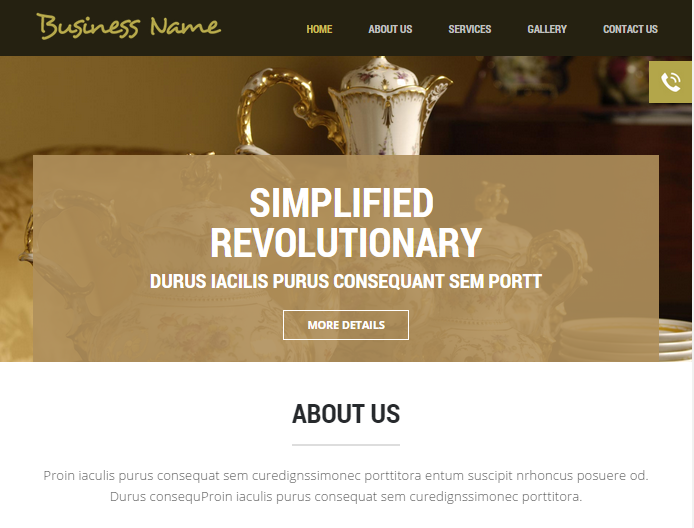 Business Name
HOME ABOUT US SERVICES GALLERY CONTACT US
SIMPLIFIED
REVOLUTIONARY
DURUS IACILIS PURUS CONSEQUANT SEM PORTT
MORE DETAILS
ABOUT US
Proin iaculis purus consequat sem curedignssimonec porttitora entum suscipit nrhoncus posuere od.
Durus consequProin iaculis purus consequat sem curedignssimonec porttitora.